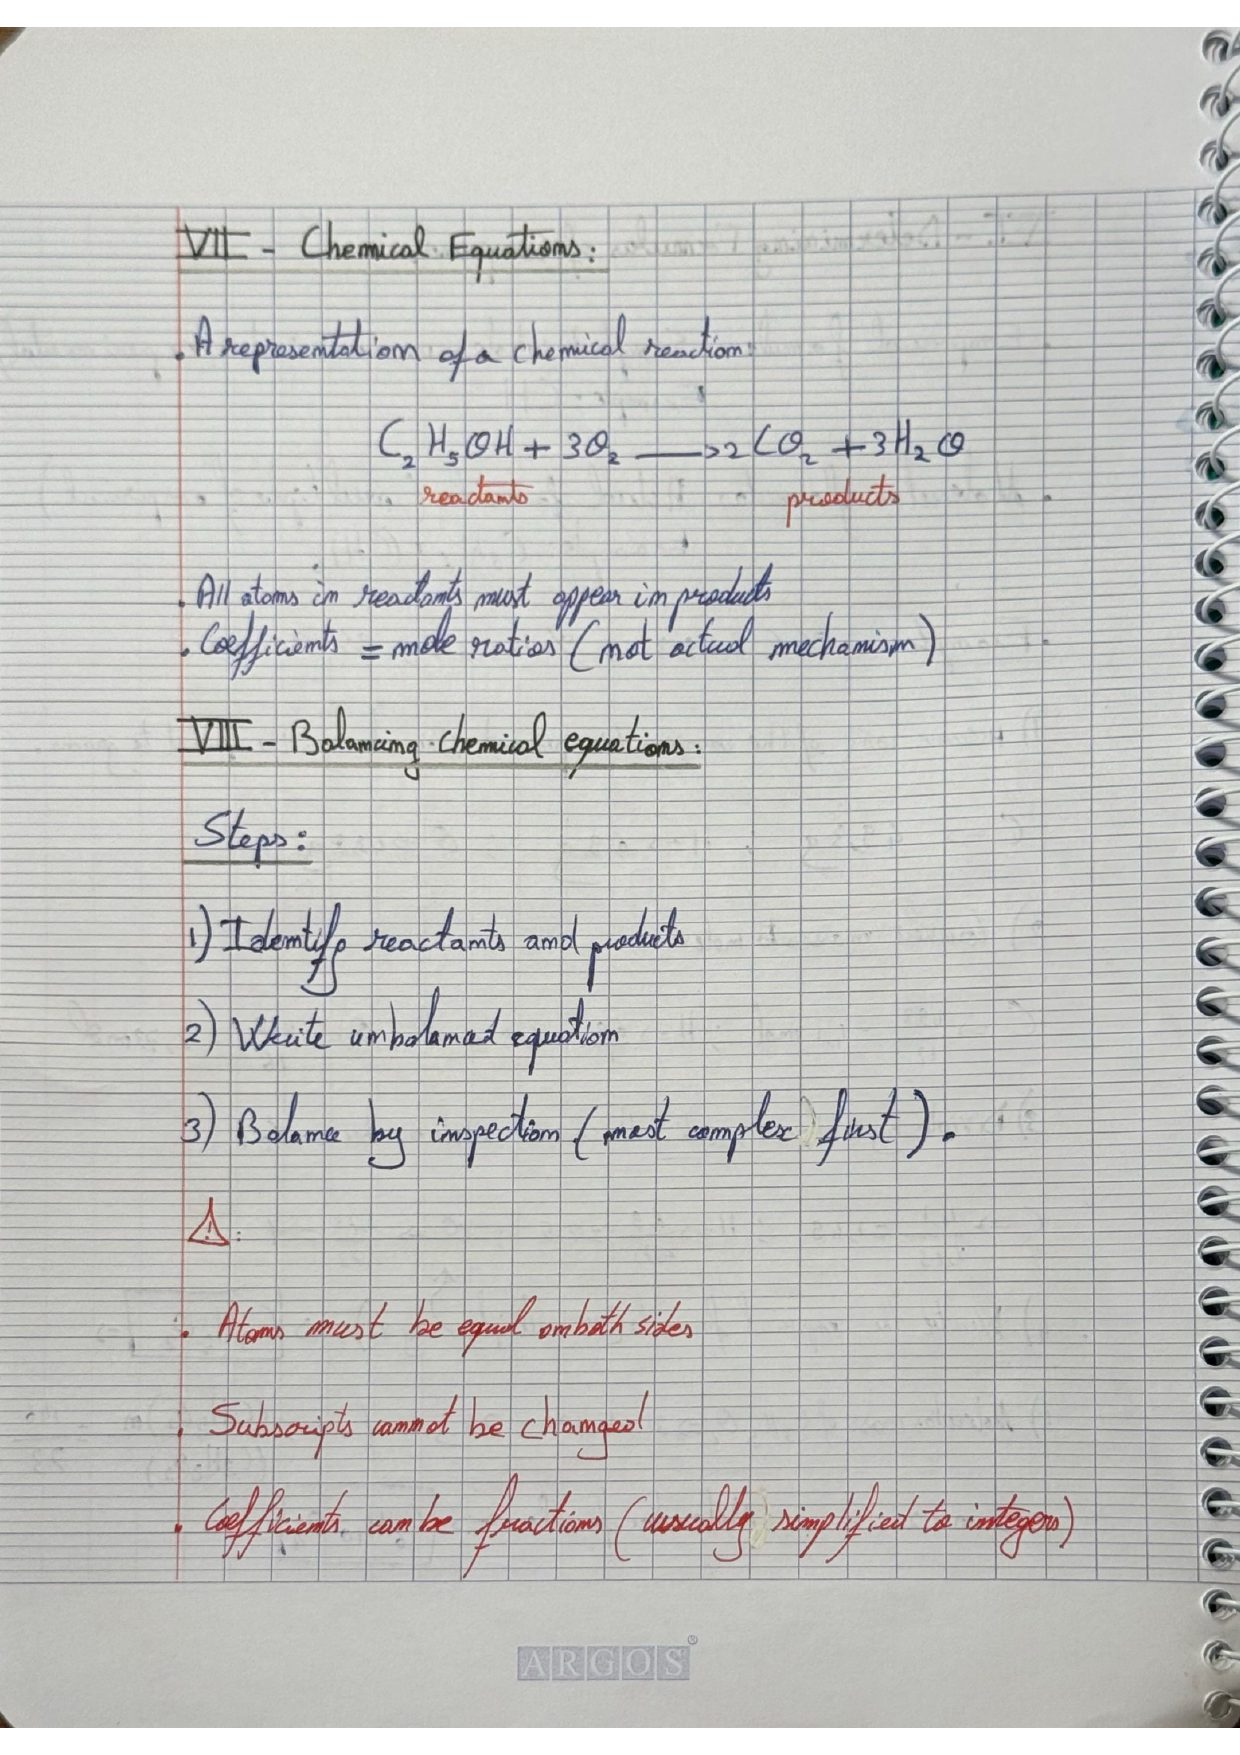 VII - Chemical Equations:
. A representation of a chemical reaction:
C₂H₅OH + 3O₂ → 2CO₂ + 3H₂O
reactants products
. All atoms in reactants must appear in products
. Coefficients = mole ratios (not actual mechanism)
VIII - Balancing chemical equations:
Steps:
1) Identify reactants and products
2) Write unbalanced equation
3) Balance by inspection (most complex first).
⚠:
. Atoms must be equal on both sides
. Subscripts cannot be changed
. Coefficients can be fractions (usually simplified to integers)
ARGOS®